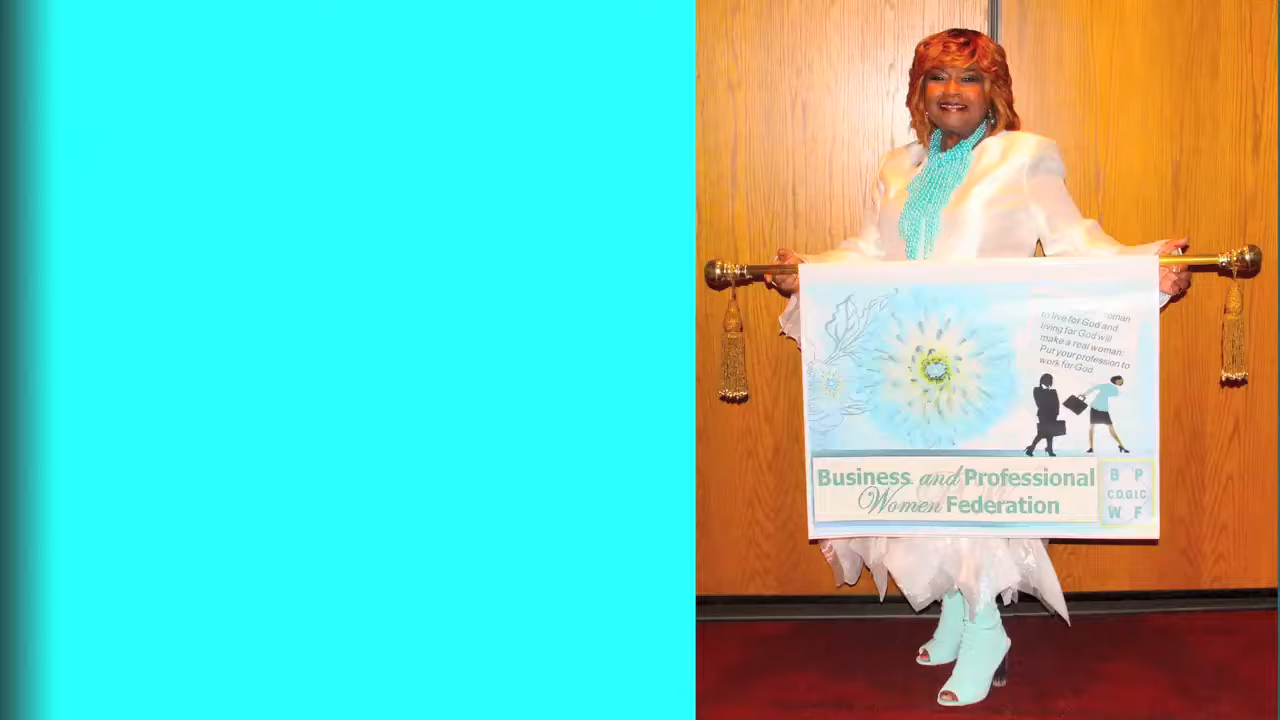 oman
to live for God and
living for God will
make a real woman:
Put your profession to
work for God
Business and Professional
Women Federation
B P
C.O.G.I.C
W F